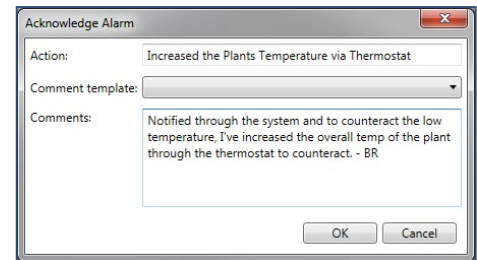 Acknowledge Alarm
Action: Increased the Plants Temperature via Thermostat
Comment template:
Comments: Notified through the system and to counteract the low
temperature, I've increased the overall temp of the plant
through the thermostat to counteract. - BR
OK Cancel